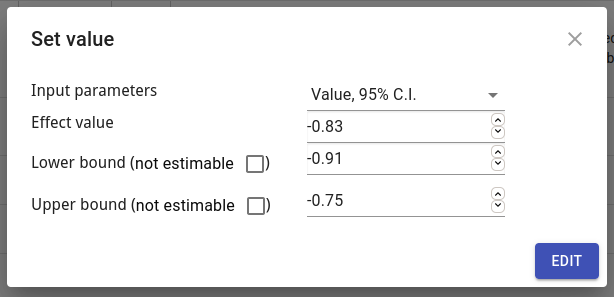 Set value
Input parameters
Value, 95% C.I.
Effect value
-0.83
Lower bound (not estimable )
-0.91
Upper bound (not estimable )
-0.75
EDIT